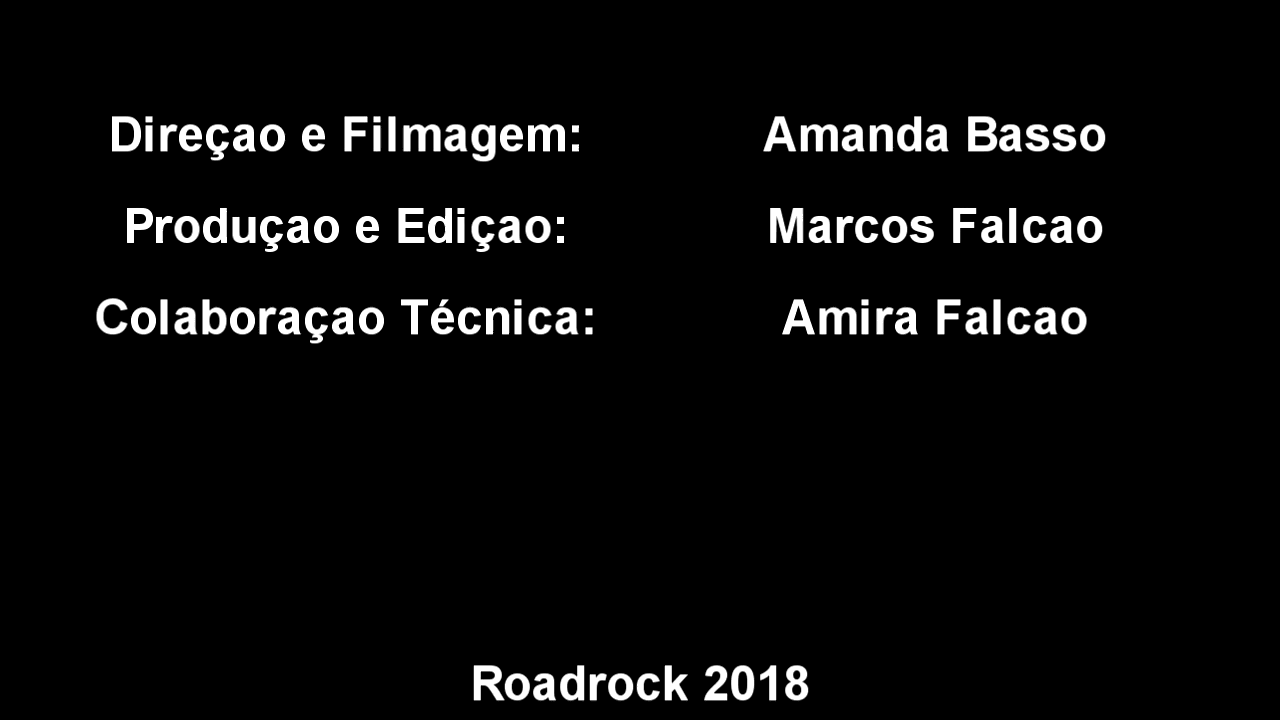 Direçao e Filmagem: Amanda Basso
Produçao e Ediçao: Marcos Falcao
Colaboraçao Técnica: Amira Falcao
Roadrock 2018